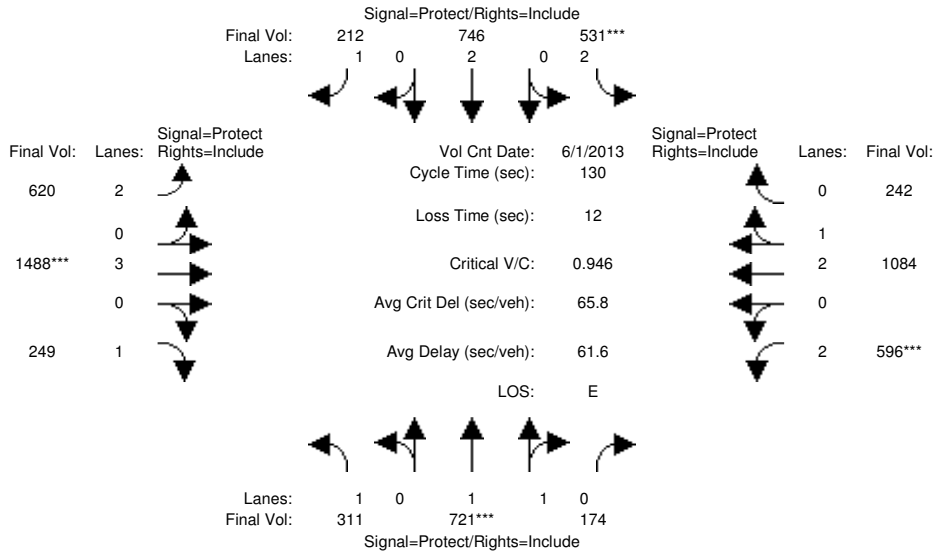 Signal=Protect/Rights=Include
Final Vol: 212 746 531***
Lanes: 1 0 2 0 2
Signal=Protect
Final Vol: Lanes: Rights=Include
Vol Cnt Date: 6/1/2013
Signal=Protect
Rights=Include Lanes: Final Vol:
Cycle Time (sec): 130
620 2
0 242
Loss Time (sec): 12
0
1
1488*** 3
Critical V/C: 0.946
2 1084
0
Avg Crit Del (sec/veh): 65.8
0
249 1
Avg Delay (sec/veh): 61.6
2 596***
LOS: E
Lanes: 1 0 1 1 0
Final Vol: 311 721*** 174
Signal=Protect/Rights=Include